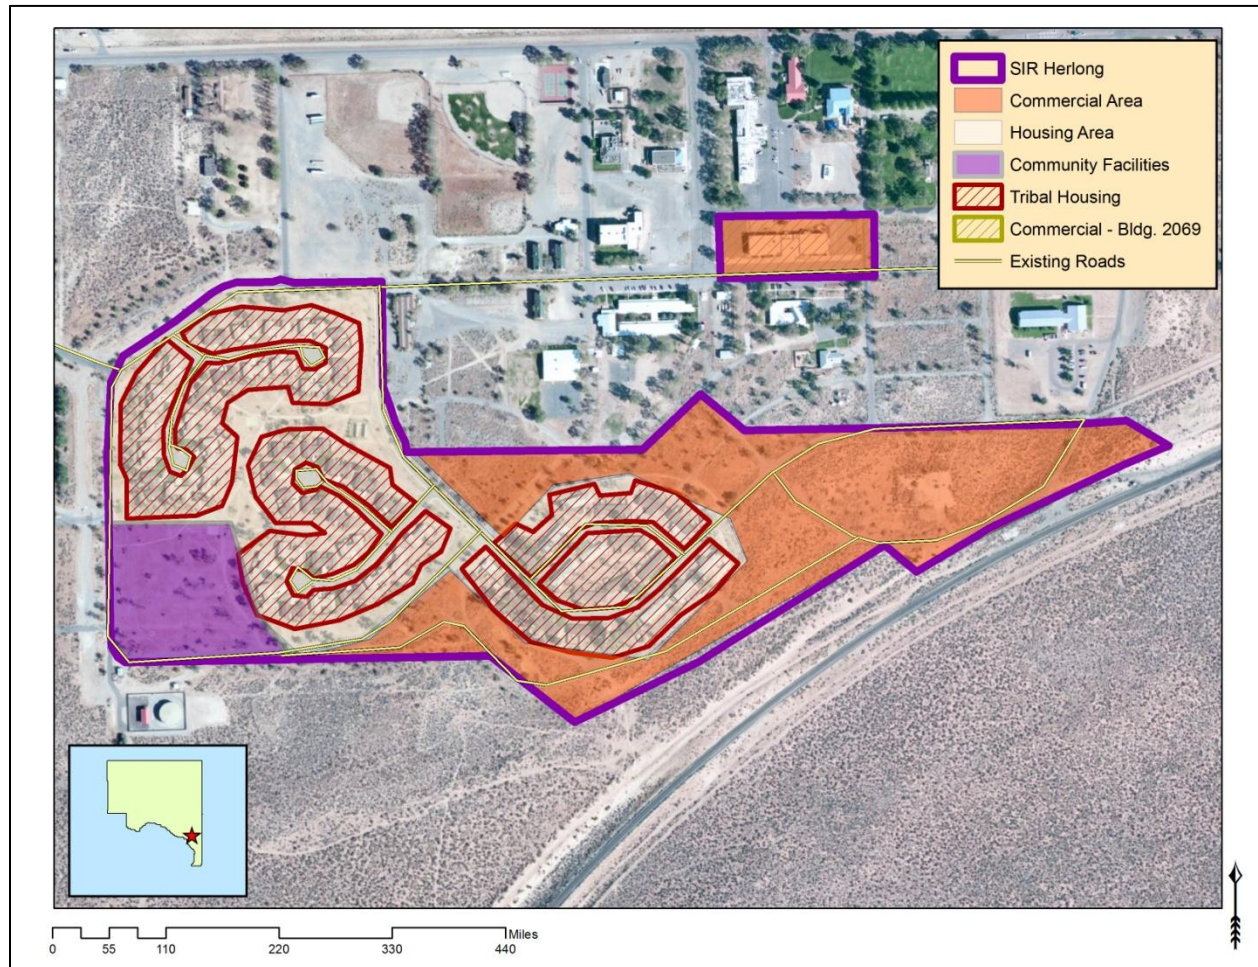 SIR Herlong
Commercial Area
Housing Area
Community Facilities
Tribal Housing
Commercial - Bldg. 2069
Existing Roads
Miles
0 55 110 220 330 440